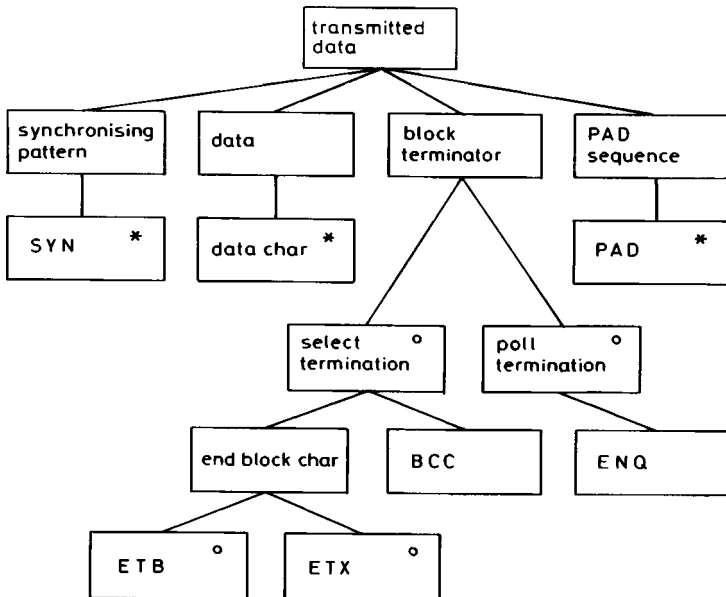 transmitted
data
synchronising
pattern
data
block
terminator
PAD
sequence
SYN *
data char *
PAD *
select
termination
poll
termination
end block char
BCC
ENQ
ETB
ETX